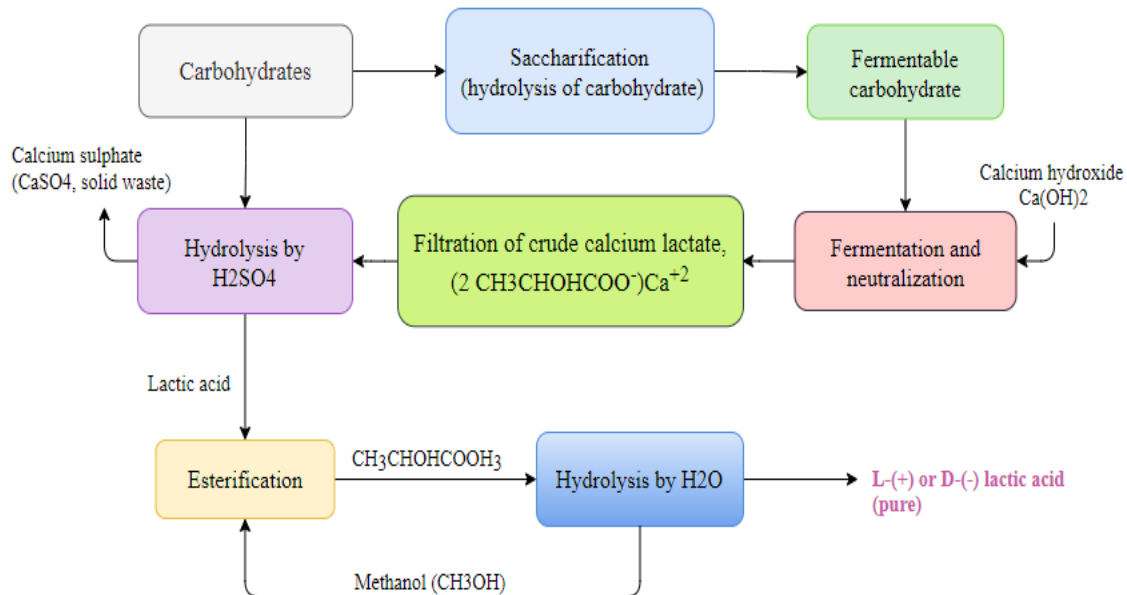 Carbohydrates
Saccharification
(hydrolysis of carbohydrate)
Fermentable
carbohydrate
Calcium sulphate
(CaSO4, solid waste)
Calcium hydroxide
Ca(OH)2
Hydrolysis by
H2SO4
Filtration of crude calcium lactate,
(2 CH3CHOHCOO⁻)Ca⁺²
Fermentation and
neutralization
Lactic acid
Esterification
CH₃CHOHCOOH₃
Hydrolysis by H2O
L-(+) or D-(-) lactic acid
(pure)
Methanol (CH3OH)